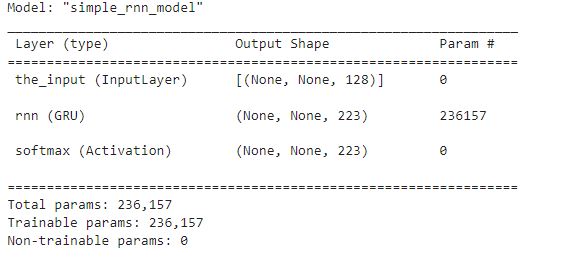 Model: "simple_rnn_model"
_________________________________________________________________
Layer (type) Output Shape Param #
=================================================================
the_input (InputLayer) [(None, None, 128)] 0
rnn (GRU) (None, None, 223) 236157
softmax (Activation) (None, None, 223) 0
=================================================================
Total params: 236,157
Trainable params: 236,157
Non-trainable params: 0